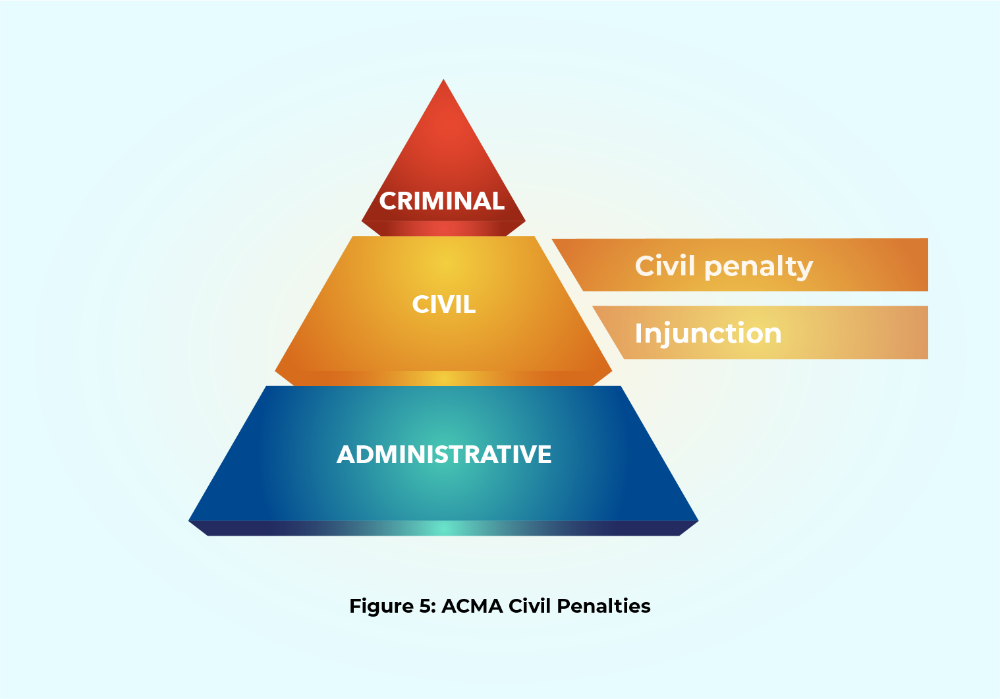 CRIMINAL
CIVIL
Civil penalty
Injunction
ADMINISTRATIVE
Figure 5: ACMA Civil Penalties